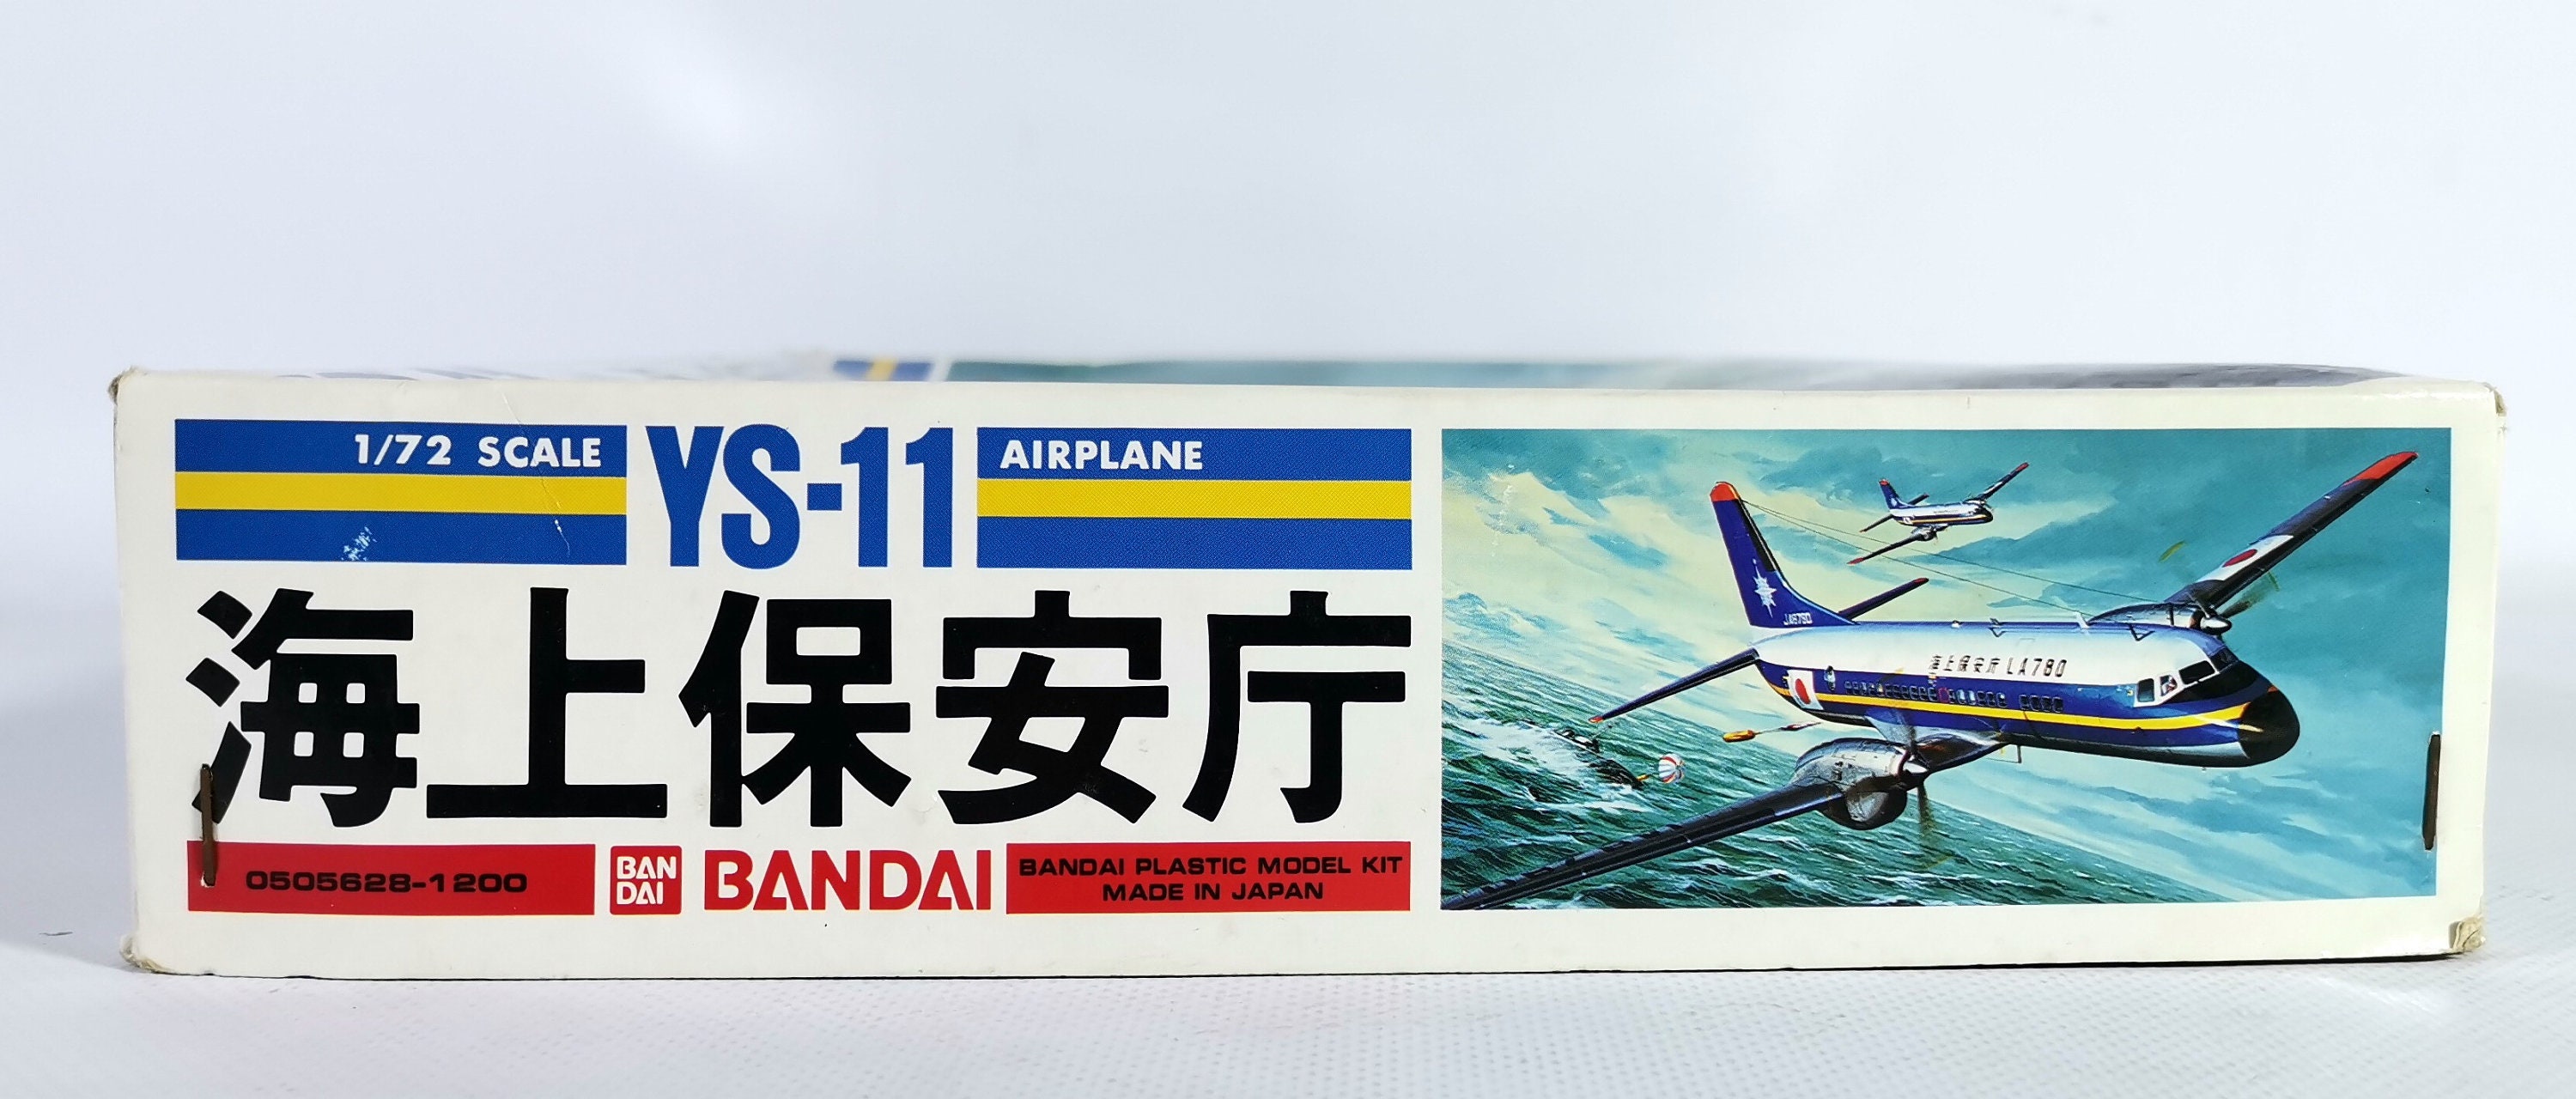 1/72 SCALE
YS-11
AIRPLANE
海上保安庁
0505628-1200
BAN
DAI
BANDAI
BANDAI PLASTIC MODEL KIT
MADE IN JAPAN
海上保安庁 LA780